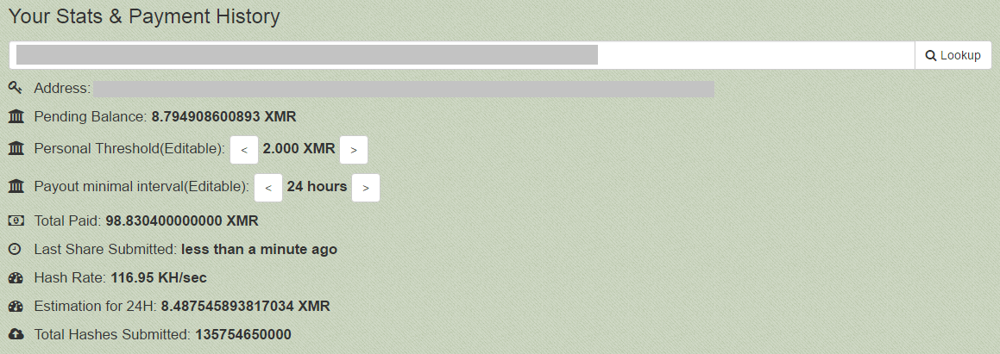 Your Stats & Payment History
Lookup
Address:
Pending Balance: 8.794908600893 XMR
Personal Threshold(Editable): < 2.000 XMR >
Payout minimal interval(Editable): < 24 hours >
Total Paid: 98.830400000000 XMR
Last Share Submitted: less than a minute ago
Hash Rate: 116.95 KH/sec
Estimation for 24H: 8.487545893817034 XMR
Total Hashes Submitted: 135754650000